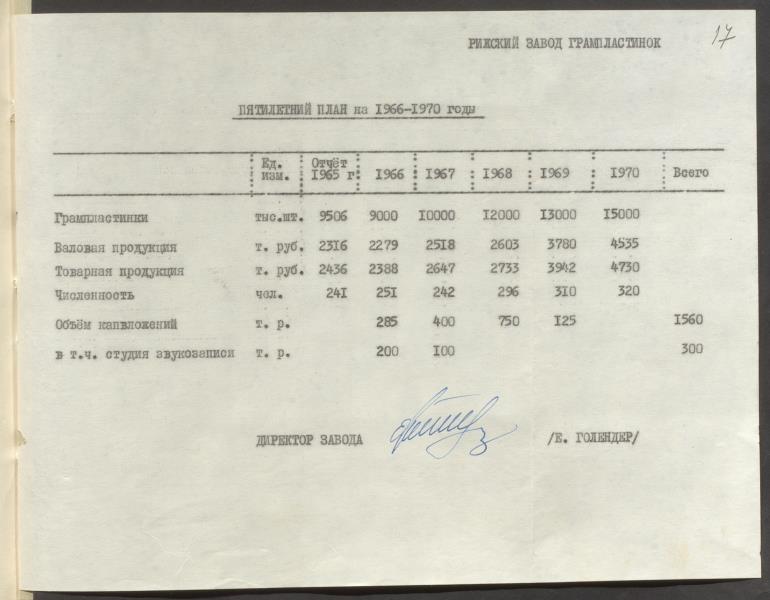 17
РИЖСКИЙ ЗАВОД ГРАМПЛАСТИНОК
ПЯТИЛЕТНИЙ ПЛАН на 1966-1970 годы
Ед. изм. Отчёт 1965 г 1966 1967 1968 1969 1970 Всего
Грампластинки тыс.шт. 9506 9000 10000 12000 13000 15000
Валовая продукция т. руб. 2316 2279 2518 2603 3780 4535
Товарная продукция т. руб. 2436 2388 2647 2733 3942 4730
Численность чел. 241 251 242 296 310 320
Объём капвложений т. р. 285 400 750 125 1560
в т.ч. студия звукозаписи т. р. 200 100 300
ДИРЕКТОР ЗАВОДА /Е. ГОЛЕНДЕР/